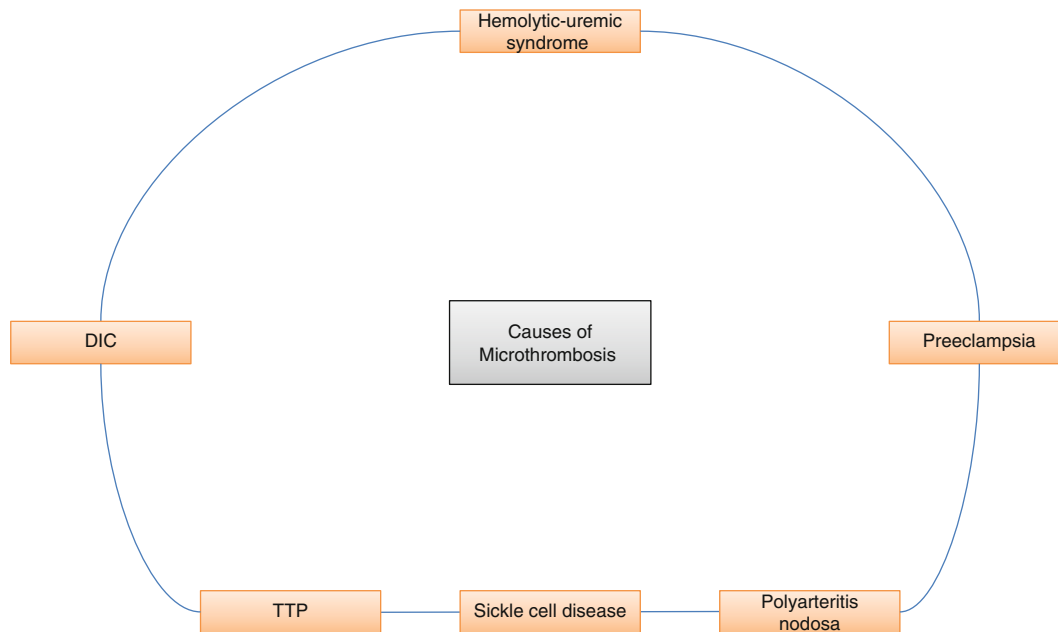 Hemolytic-uremic
syndrome
DIC
Causes of
Microthrombosis
Preeclampsia
TTP
Sickle cell disease
Polyarteritis
nodosa